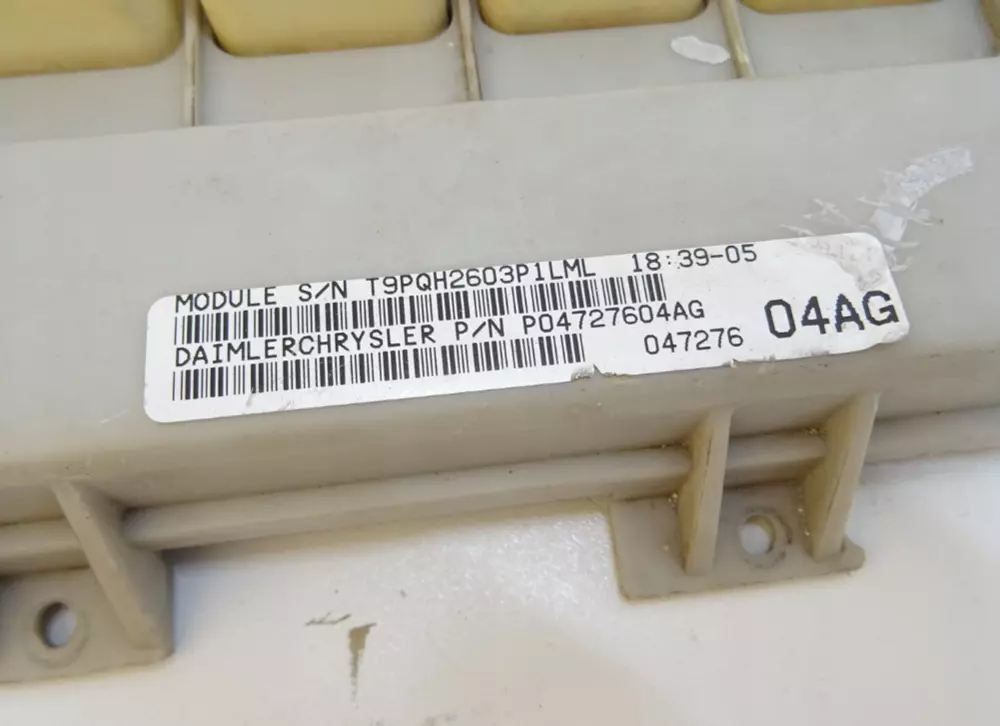 MODULE S/N T9PQH2603P1LML 18:39-05
DAIMLERCHRYSLER P/N P04727604AG
047276 04AG